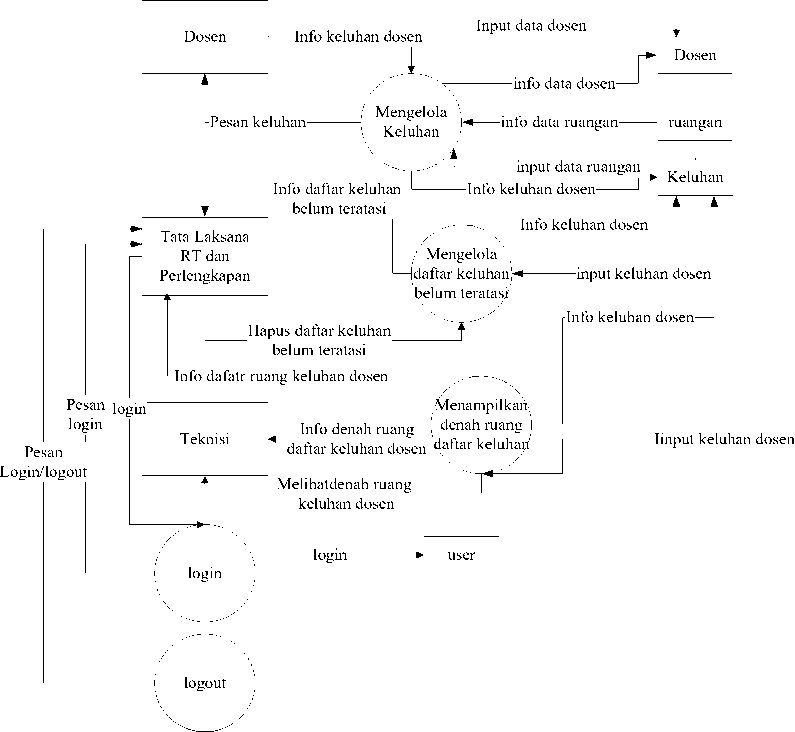 Dosen
Info keluhan dosen
Input data dosen
Dosen
info data dosen
Mengelola
Keluhan
Pesan keluhan
info data ruangan
ruangan
input data ruangan
Keluhan
Info keluhan dosen
Info daftar keluhan
belum teratasi
Info keluhan dosen
Tata Laksana
RT dan
Perlengkapan
Mengelola
daftar keluhan
belum teratasi
input keluhan dosen
Info keluhan dosen
Hapus daftar keluhan
belum teratasi
Info dafatr ruang keluhan dosen
Pesan
login
login
Menampilkan
denah ruang
daftar keluhan
Teknisi
Info denah ruang
daftar keluhan dosen
Iinput keluhan dosen
Pesan
Login/logout
Melihatdenah ruang
keluhan dosen
login
user
login
logout